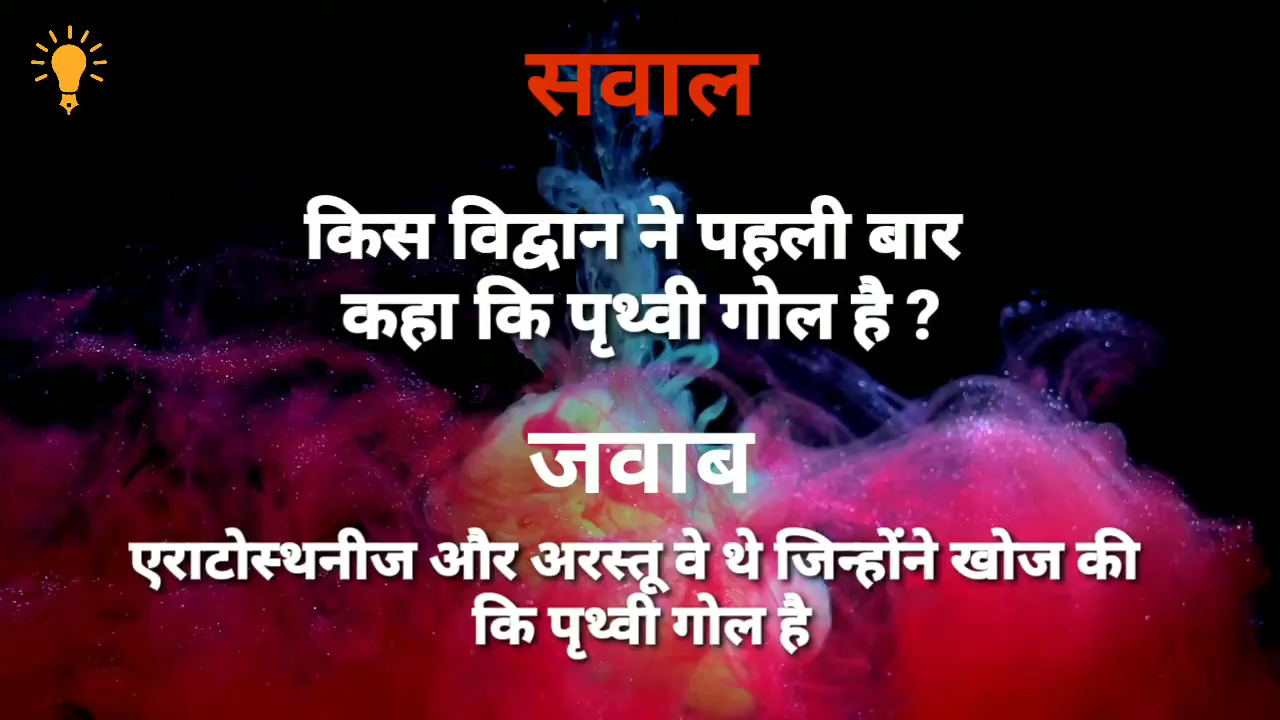 सवाल
किस विद्वान ने पहली बार
कहा कि पृथ्वी गोल है ?
जवाब
एराटोस्थनीज और अरस्तू वे थे जिन्होंने खोज की
कि पृथ्वी गोल है